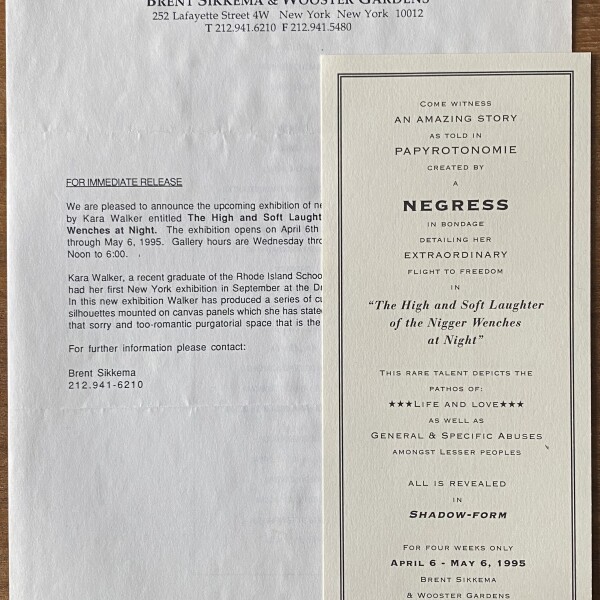 BRENT SIKKEMA & WOOSTER GARDENS
252 Lafayette Street 4W New York New York 10012
T 212.941.6210 F 212.941.5480
FOR IMMEDIATE RELEASE
We are pleased to announce the upcoming exhibition of
by Kara Walker entitled The High and Soft
Wenches at Night. The exhibition opens on April 6th
through May 6, 1995. Gallery hours are Wednesday
Noon to 6:00.
Kara Walker, a recent graduate of the Rhode Island
had her first New York exhibition in September at the
In this new exhibition Walker has produced a series of
silhouettes mounted on canvas panels which she has
that sorry and too-romantic purgatorial space that is the
For further information please contact:
Brent Sikkema
212.941-6210
COME WITNESS
AN AMAZING STORY
AS TOLD IN
PAPYROTONOMIE
CREATED BY
A
NEGRESS
IN BONDAGE
DETAILING HER
EXTRAORDINARY
FLIGHT TO FREEDOM
IN
“The High and Soft Laughter
of the Nigger Wenches
at Night”
THIS RARE TALENT DEPICTS THE
PATHOS OF:
★★★LIFE AND LOVE★★★
AS WELL AS
GENERAL & SPECIFIC ABUSES
AMONGST LESSER PEOPLES
ALL IS REVEALED
IN
SHADOW-FORM
FOR FOUR WEEKS ONLY
APRIL 6 - MAY 6, 1995
BRENT SIKKEMA
& WOOSTER GARDENS